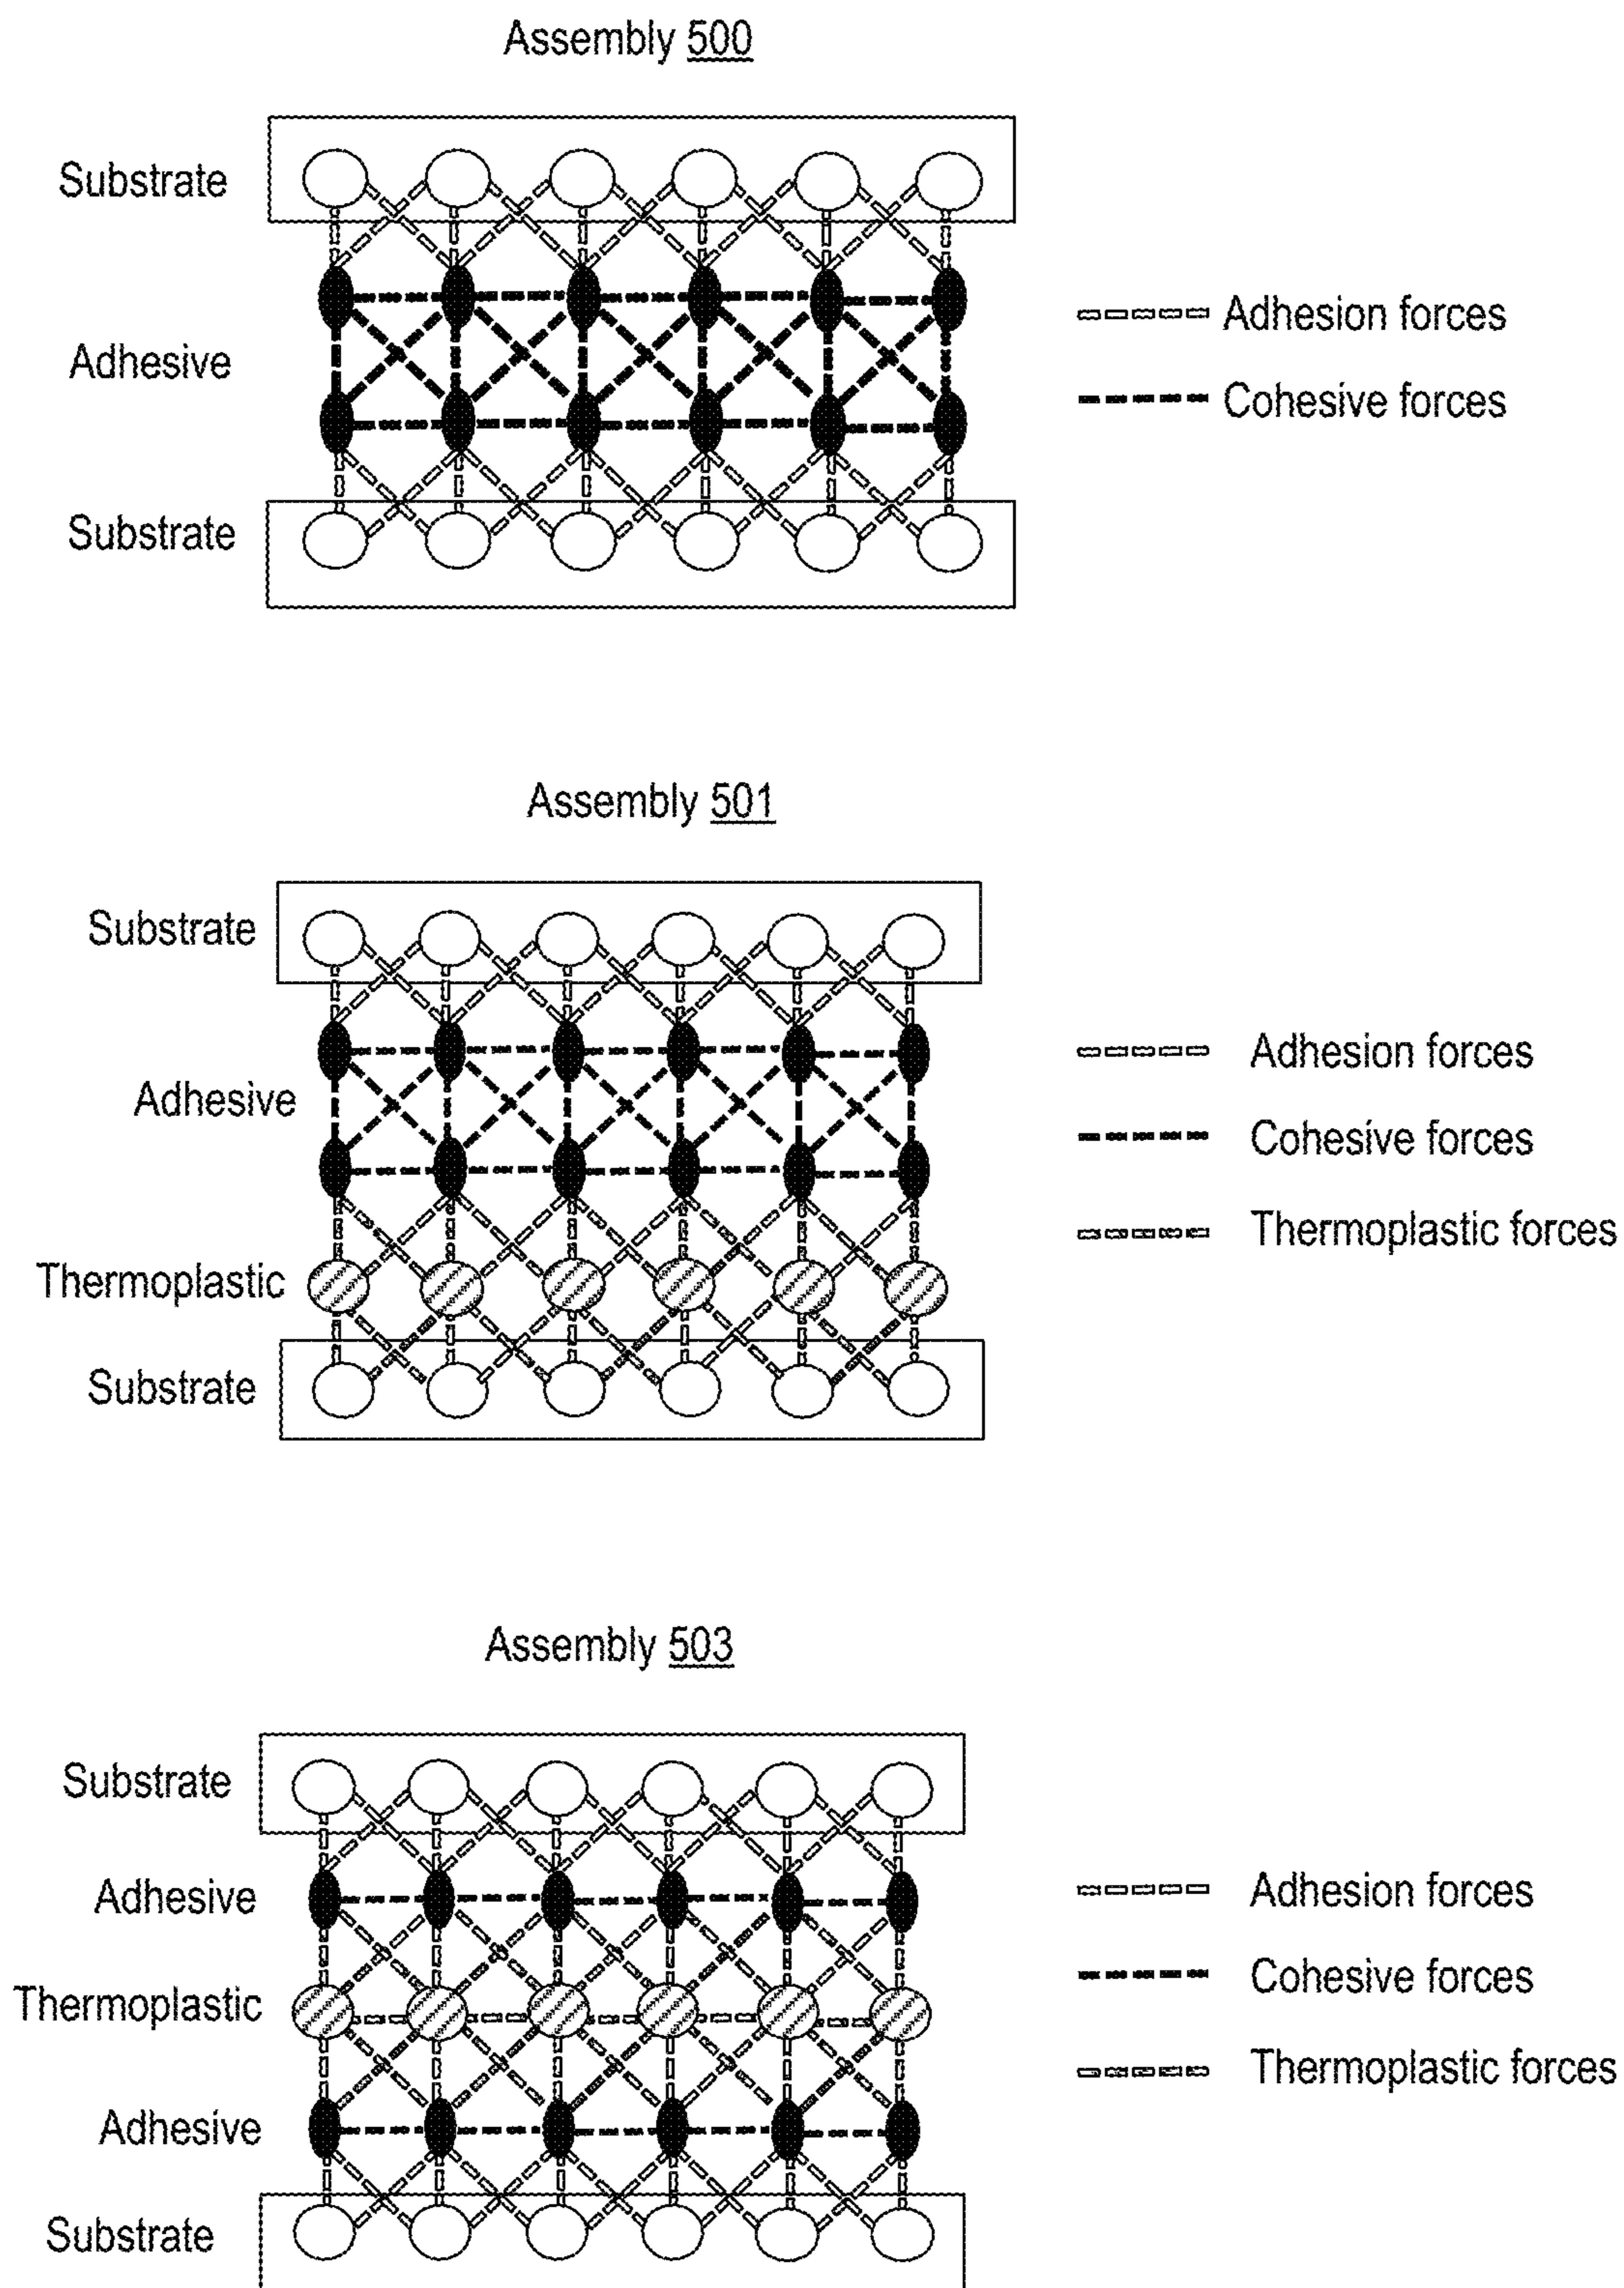 Assembly 500
Substrate
Adhesive
Substrate
Adhesion forces
Cohesive forces
Assembly 501
Substrate
Adhesive
Thermoplastic
Substrate
Adhesion forces
Cohesive forces
Thermoplastic forces
Assembly 503
Substrate
Adhesive
Thermoplastic
Adhesive
Substrate
Adhesion forces
Cohesive forces
Thermoplastic forces